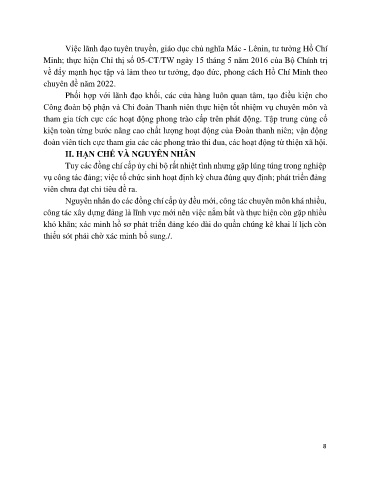 Việc lãnh đạo tuyên truyền, giáo dục chủ nghĩa Mác - Lênin, tư tưởng Hồ Chí
Minh; thực hiện Chỉ thị số 05-CT/TW ngày 15 tháng 5 năm 2016 của Bộ Chính trị
về đẩy mạnh học tập và làm theo tư tưởng, đạo đức, phong cách Hồ Chí Minh theo
chuyên đề năm 2022.
Phối hợp với lãnh đạo khối, các cửa hàng luôn quan tâm, tạo điều kiện cho
Công đoàn bộ phận và Chi đoàn Thanh niên thực hiện tốt nhiệm vụ chuyên môn và
tham gia tích cực các hoạt động phong trào cấp trên phát động. Tập trung củng cố
kiện toàn từng bước nâng cao chất lượng hoạt động của Đoàn thanh niên; vận động
đoàn viên tích cực tham gia các các phong trào thi đua, các hoạt động từ thiện xã hội.
II. HẠN CHẾ VÀ NGUYÊN NHÂN
Tuy các đồng chí cấp ủy chi bộ rất nhiệt tình nhưng gặp lúng túng trong nghiệp
vụ công tác đảng; việc tổ chức sinh hoạt định kỳ chưa đúng quy định; phát triển đảng
viên chưa đạt chỉ tiêu đề ra.
Nguyên nhân do các đồng chí cấp ủy đều mới, công tác chuyên môn khá nhiều,
công tác xây dựng đảng là lĩnh vực mới nên việc nắm bắt và thực hiện còn gặp nhiều
khó khăn; xác minh hồ sơ phát triển đảng kéo dài do quần chúng kê khai lí lịch còn
thiếu sót phải chờ xác minh bổ sung./.
8